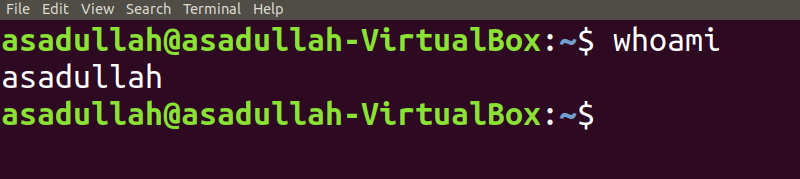 File Edit View Search Terminal Help
asadullah@asadullah-VirtualBox:~$ whoami
asadullah
asadullah@asadullah-VirtualBox:~$